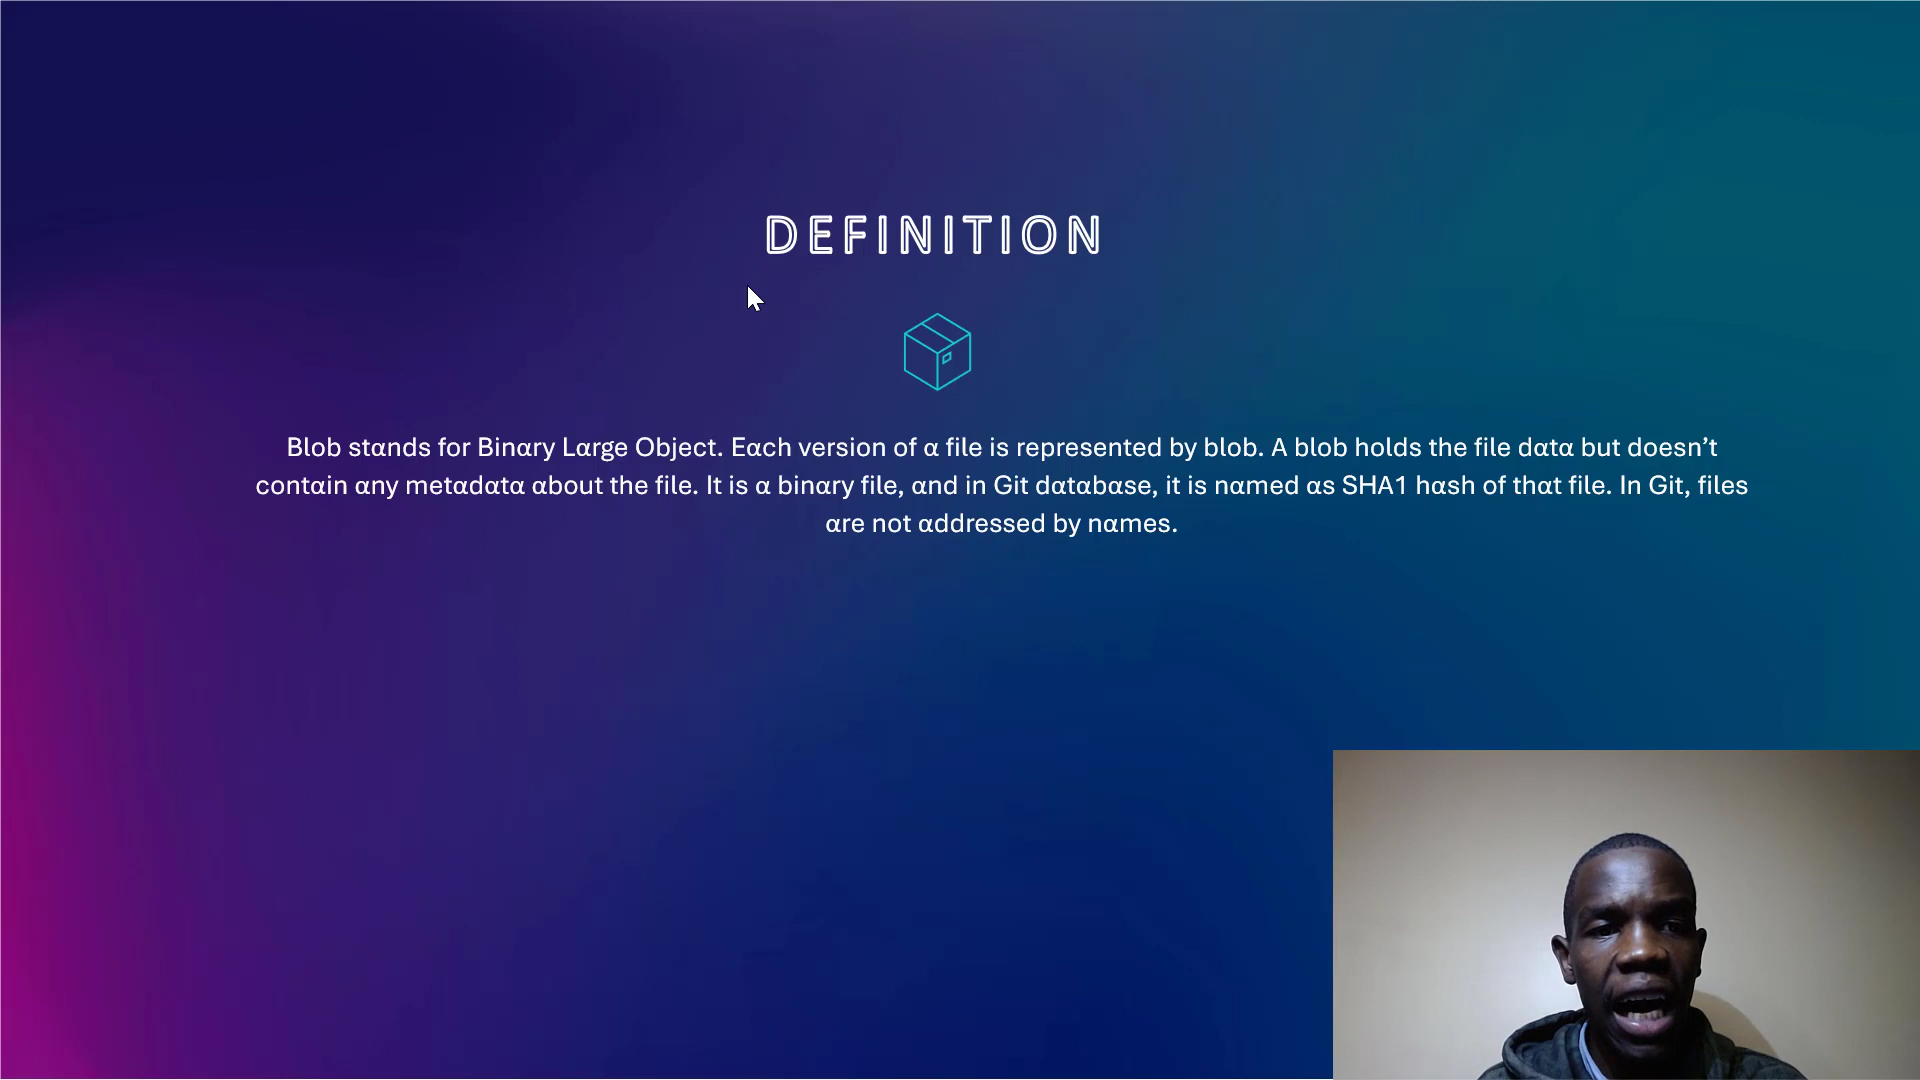 DEFINITION
Blob stands for Binary Large Object. Each version of a file is represented by blob. A blob holds the file data but doesn’t
contain any metadata about the file. It is a binary file, and in Git database, it is named as SHA1 hash of that file. In Git, files
are not addressed by names.